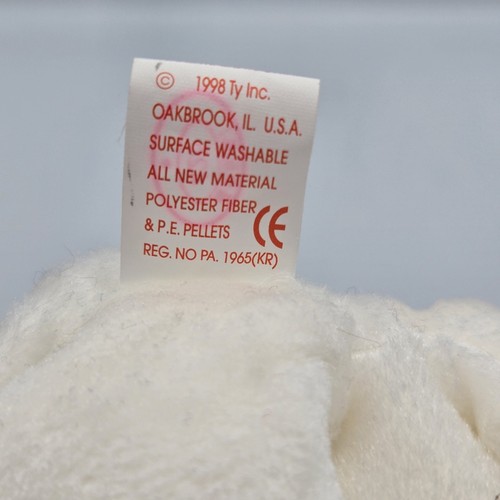 © 1998 Ty Inc.
OAKBROOK, IL. U.S.A.
SURFACE WASHABLE
ALL NEW MATERIAL
POLYESTER FIBER
& P.E. PELLETS CE
REG. NO PA. 1965(KR)